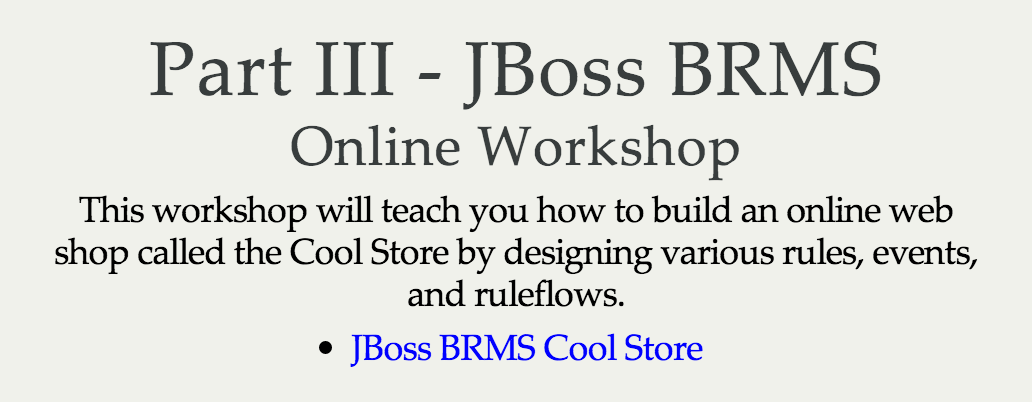 Part III - JBoss BRMS
Online Workshop
This workshop will teach you how to build an online web
shop called the Cool Store by designing various rules, events,
and ruleflows.
• JBoss BRMS Cool Store